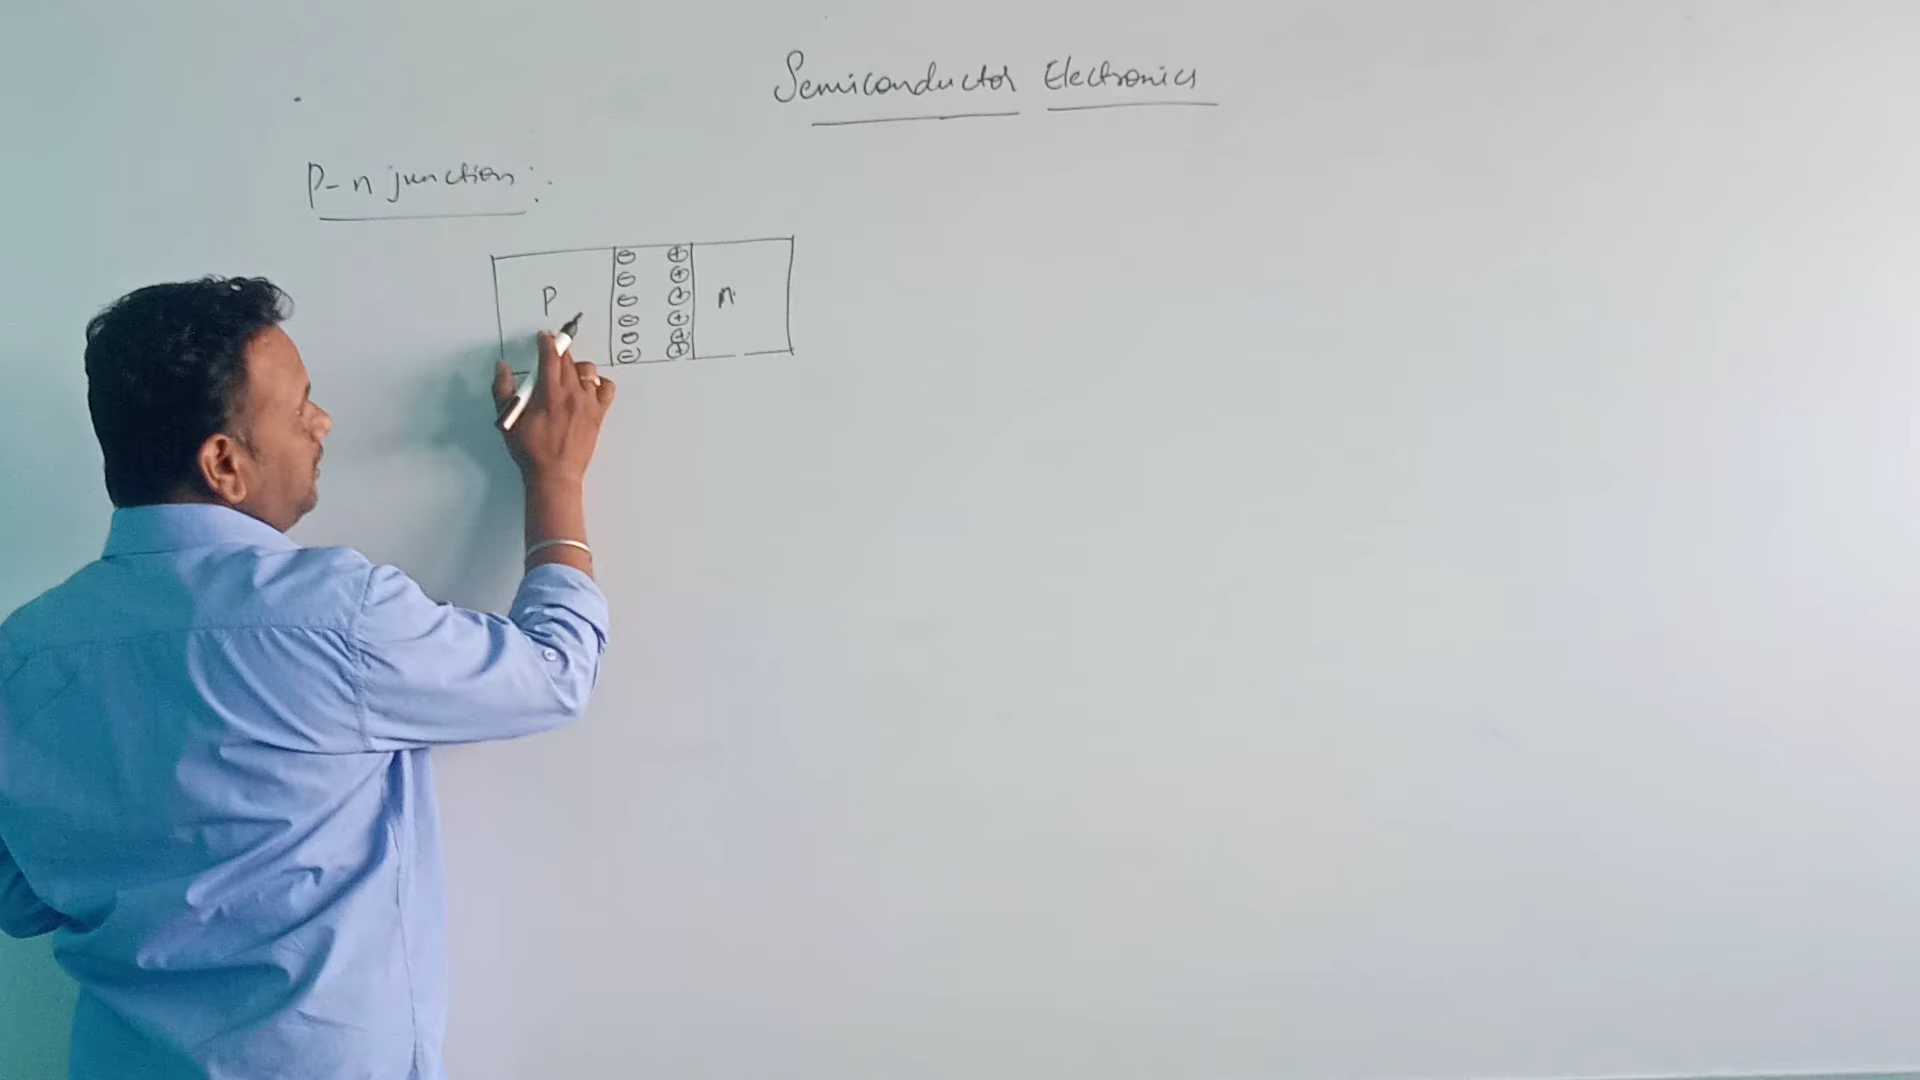 Semiconductor Electronics
P-n junction :.
P ⊖ ⊕ n
⊖ ⊕
⊖ ⊕
⊖ ⊕
⊖ ⊕
⊖ ⊕